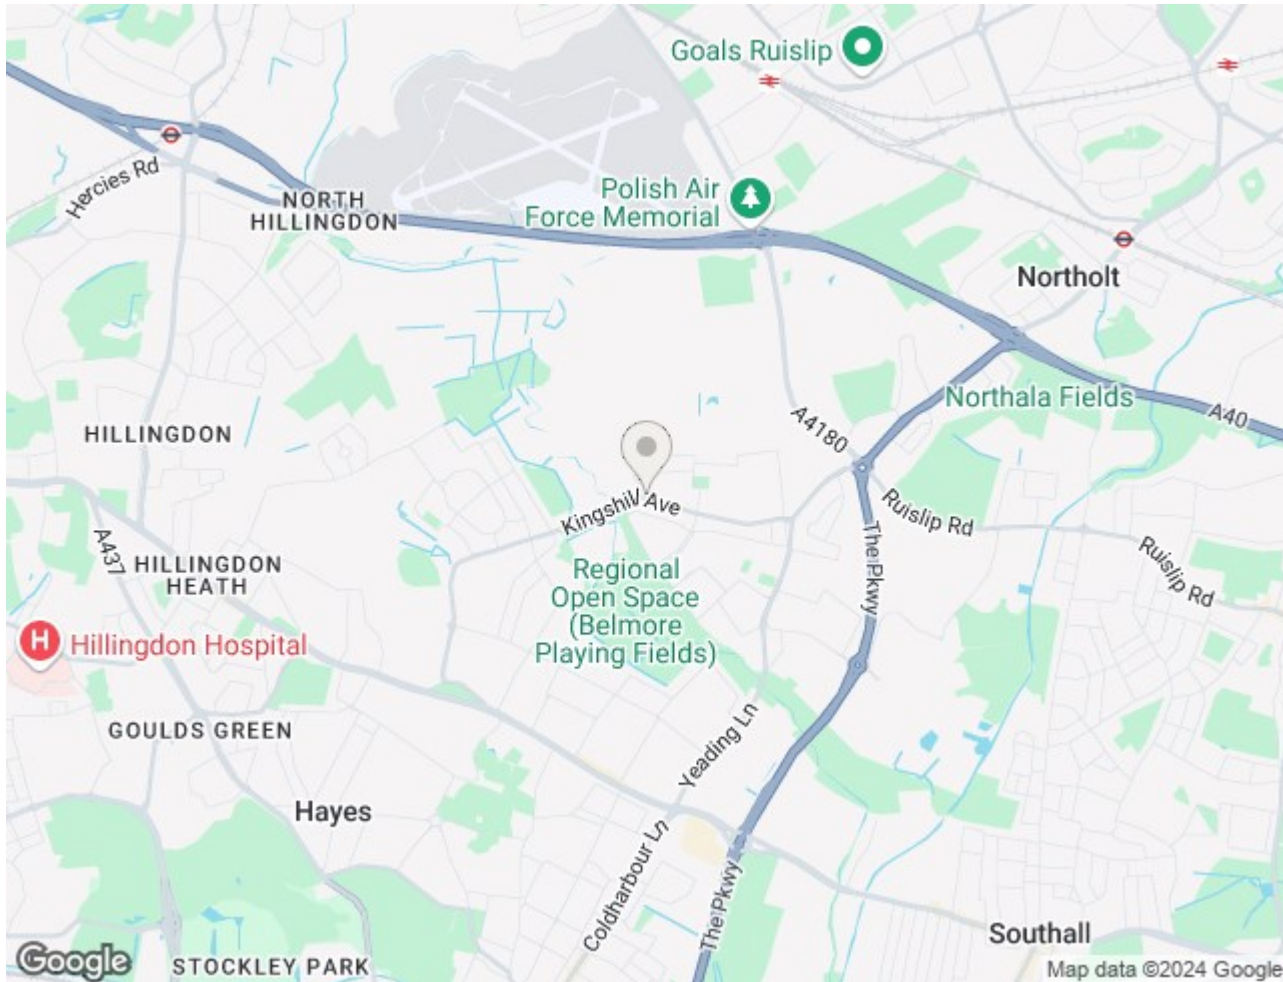 Goals Ruislip
Hercies Rd
NORTH
HILLINGDON
Polish Air
Force Memorial
Northolt
Northala Fields
A40
A4180
HILLINGDON
Kingshill Ave
Ruislip Rd
Ruislip Rd
A437
HILLINGDON
HEATH
The Pkwy
Regional
Open Space
(Belmore
Playing Fields)
H
Hillingdon Hospital
GOULDS GREEN
Yeading Ln
Hayes
Coldharbour Ln
The Pkwy
Southall
Google
STOCKLEY PARK
Map data ©2024 Google